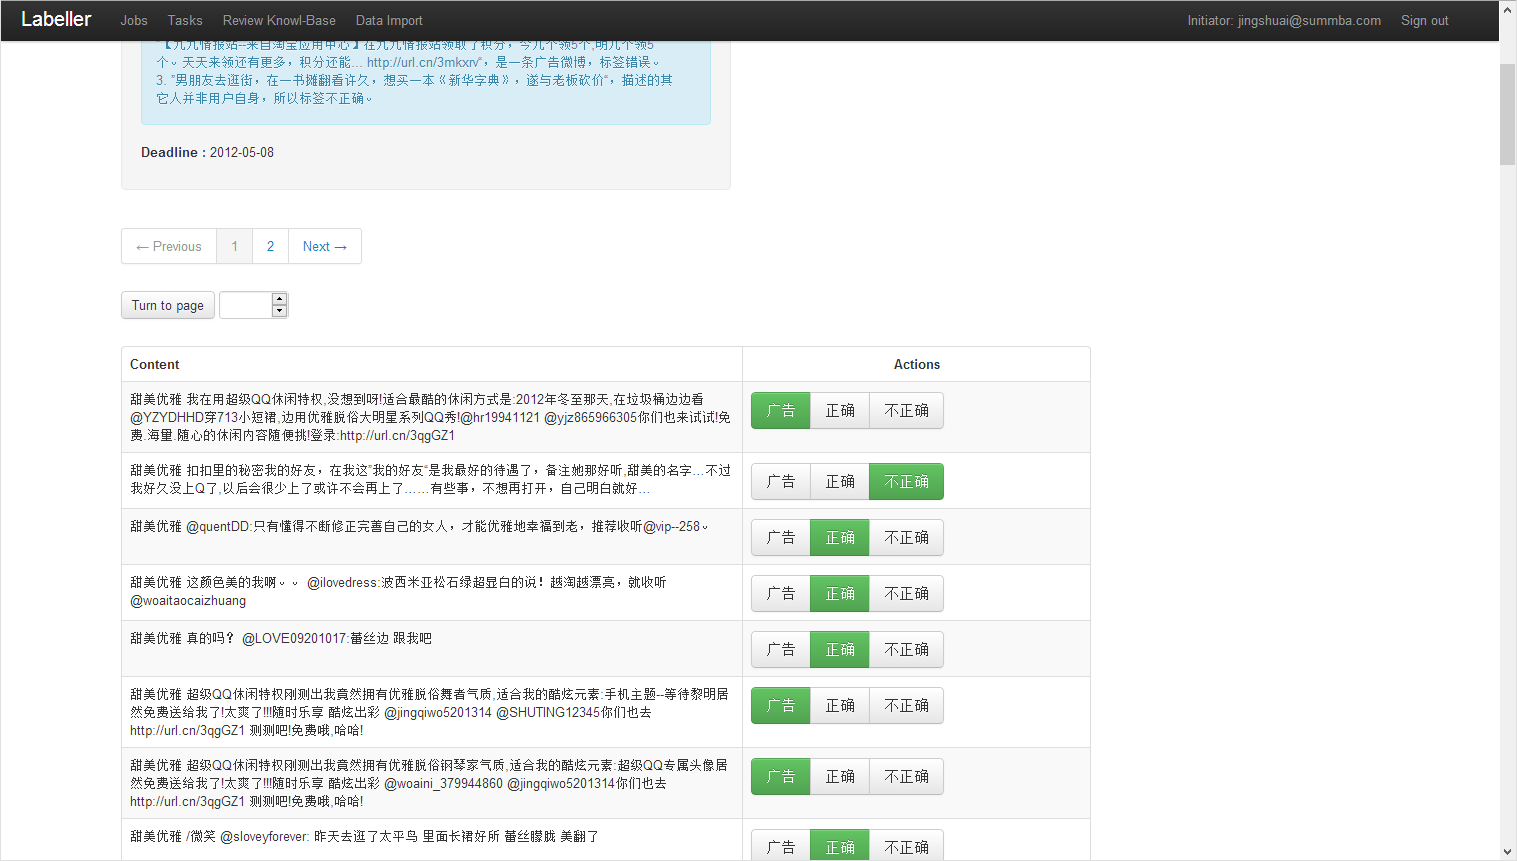 Labeller Jobs Tasks Review Knowl-Base Data Import Initiator: jingshuai@summba.com Sign out
"【九九情报站--来自淘宝应用中心】在九九情报站领取了积分，今儿个领5个,明儿个领5
个。天天来领还有更多，积分还能... http://url.cn/3mkxrv“，是一条广告微博，标签错误。
3. ”男朋友去逛街，在一书摊翻看许久，想买一本《新华字典》，遂与老板砍价“，描述的其
它人并非用户自身，所以标签不正确。
Deadline : 2012-05-08
← Previous 1 2 Next →
Turn to page
Content Actions
甜美优雅 我在用超级QQ休闲特权,没想到呀!适合最酷的休闲方式是:2012年冬至那天,在垃圾桶边边看
@YZYDHHD穿713小短裙,边用优雅脱俗大明星系列QQ秀!@hr19941121 @yjz865966305你们也来试试!免
费.海量.随心的休闲内容随便挑!登录:http://url.cn/3qgGZ1
广告 正确 不正确
甜美优雅 扣扣里的秘密我的好友，在我这”我的好友“是我最好的待遇了，备注她那好听,甜美的名字…不过
我好久没上Q了,以后会很少上了或许不会再上了……有些事，不想再打开，自己明白就好…
广告 正确 不正确
甜美优雅 @quentDD:只有懂得不断修正完善自己的女人，才能优雅地幸福到老，推荐收听@vip--258。
广告 正确 不正确
甜美优雅 这颜色美的我啊。。 @ilovedress:波西米亚松石绿超显白的说！越淘越漂亮，就收听
@woaitaocaizhuang
广告 正确 不正确
甜美优雅 真的吗？ @LOVE09201017:蕾丝边 跟我吧
广告 正确 不正确
甜美优雅 超级QQ休闲特权刚测出我竟然拥有优雅脱俗舞者气质,适合我的酷炫元素:手机主题--等待黎明居
然免费送给我了!太爽了!!!随时乐享 酷炫出彩 @jingqiwo5201314 @SHUTING12345你们也去
http://url.cn/3qgGZ1 测测吧!免费哦,哈哈!
广告 正确 不正确
甜美优雅 超级QQ休闲特权刚测出我竟然拥有优雅脱俗钢琴家气质,适合我的酷炫元素:超级QQ专属头像居
然免费送给我了!太爽了!!!随时乐享 酷炫出彩 @woaini_379944860 @jingqiwo5201314你们也去
http://url.cn/3qgGZ1 测测吧!免费哦,哈哈!
广告 正确 不正确
甜美优雅 /微笑 @sloveyforever: 昨天去逛了太平鸟 里面长裙好所 蕾丝朦胧 美翻了
广告 正确 不正确